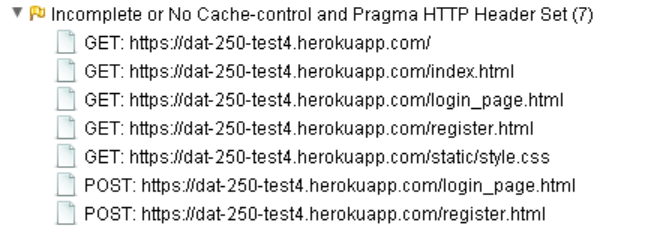 Incomplete or No Cache-control and Pragma HTTP Header Set (7)
GET: https://dat-250-test4.herokuapp.com/
GET: https://dat-250-test4.herokuapp.com/index.html
GET: https://dat-250-test4.herokuapp.com/login_page.html
GET: https://dat-250-test4.herokuapp.com/register.html
GET: https://dat-250-test4.herokuapp.com/static/style.css
POST: https://dat-250-test4.herokuapp.com/login_page.html
POST: https://dat-250-test4.herokuapp.com/register.html